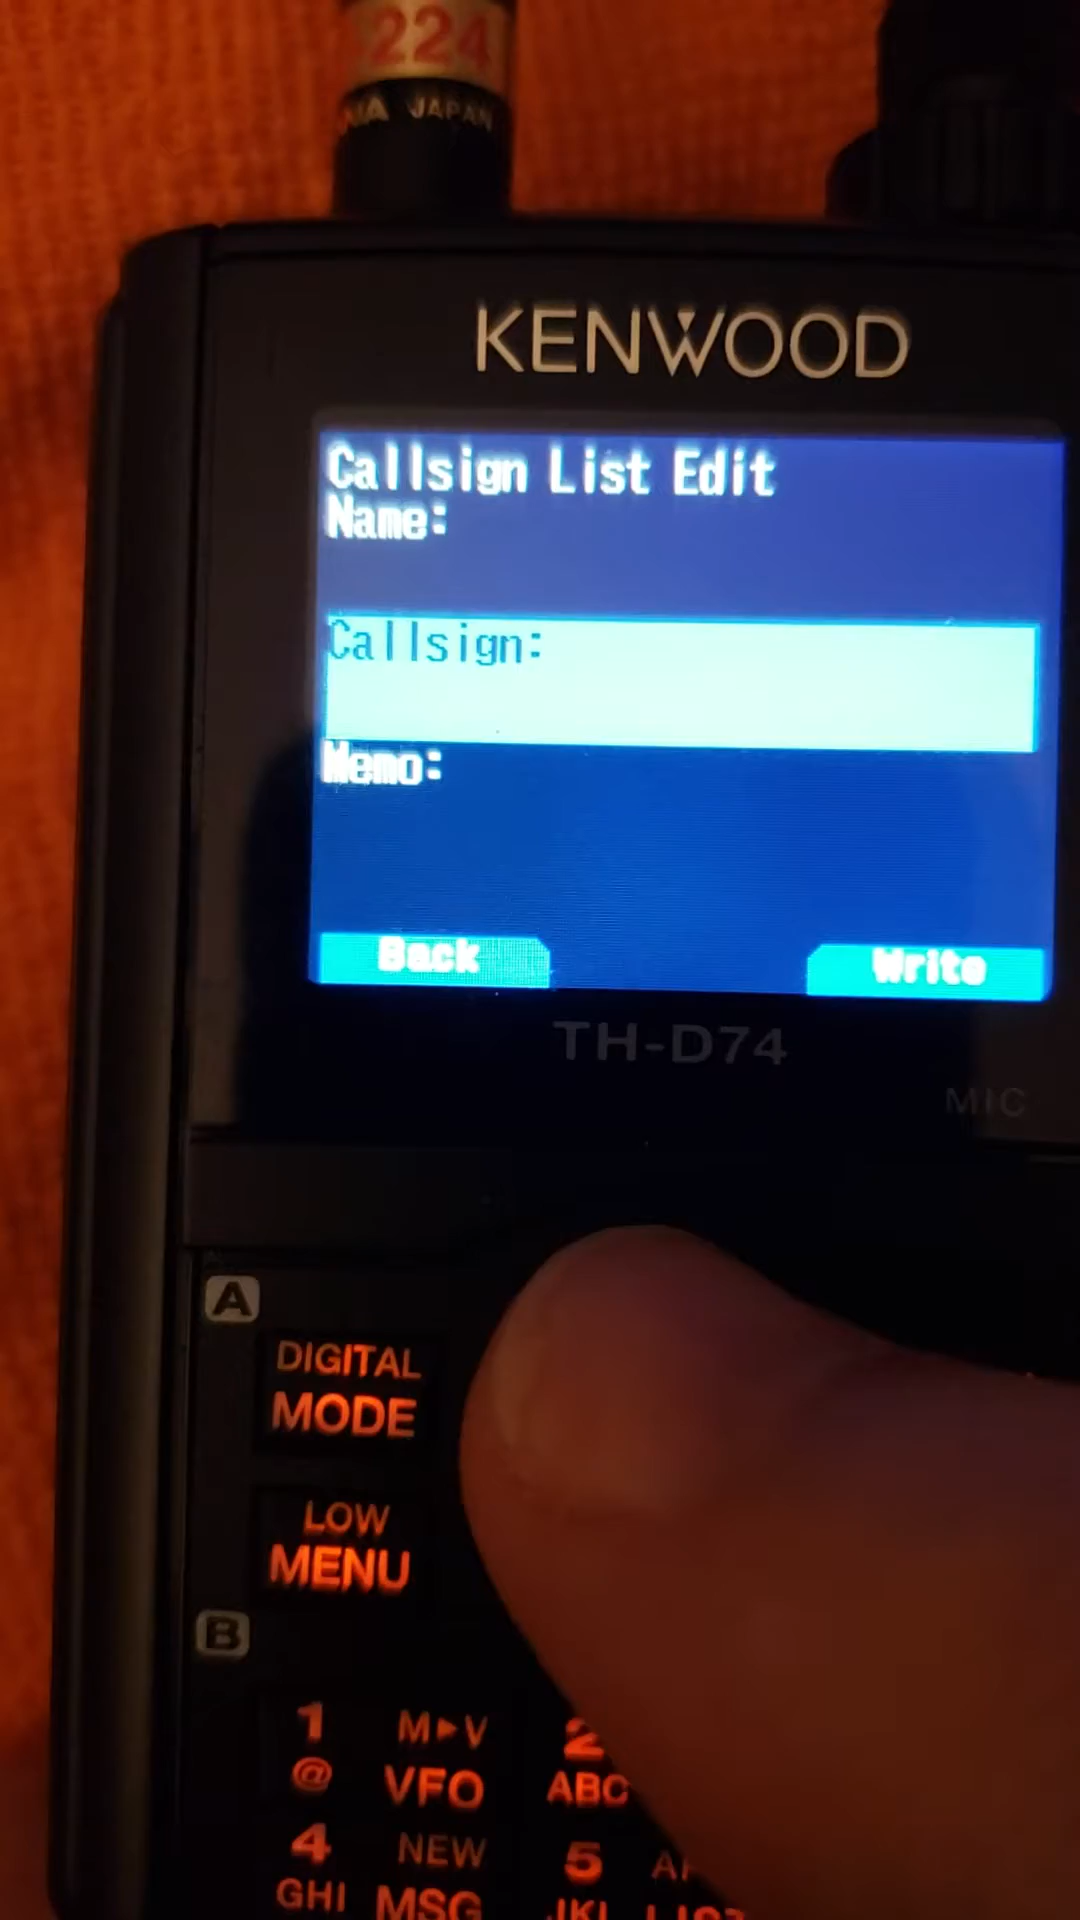 224
JAPAN
KENWOOD
Callsign List Edit
Name:
Callsign:
Memo:
Back
Write
TH-D74
MIC
A
DIGITAL
MODE
LOW
MENU
B
1 M►V 2
@ VFO ABC
4 NEW 5
GHI MSG JKL